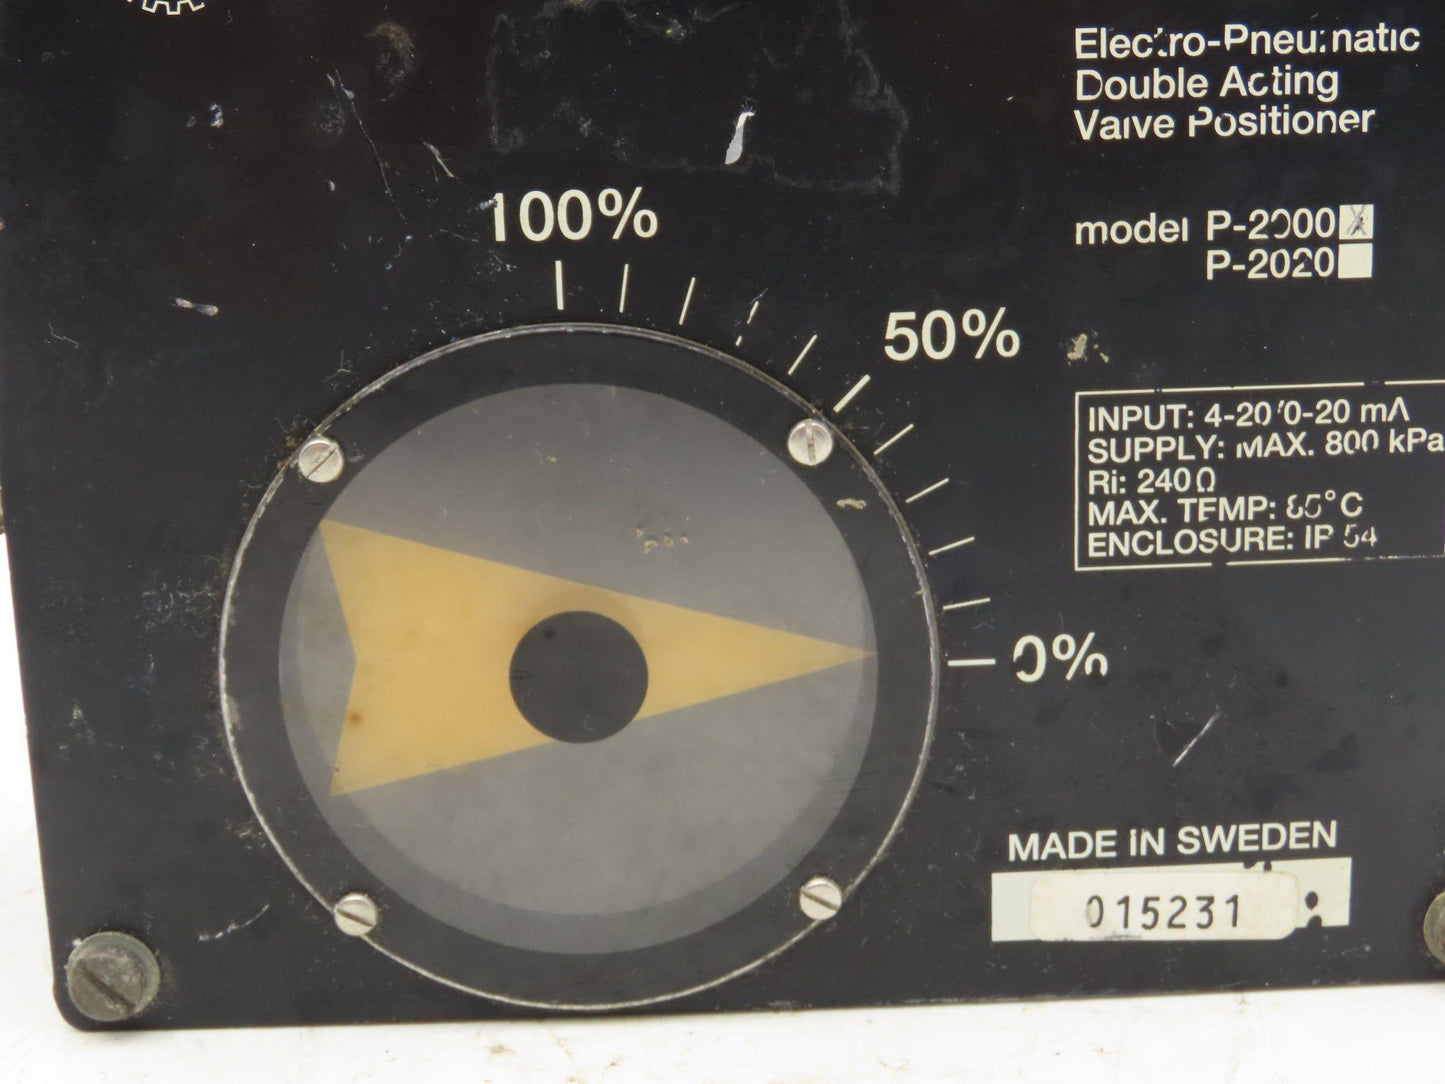 Electro-Pneumatic
Double Acting
Valve Positioner
model P-2000
P-2020
100%
50%
0%
INPUT: 4-20/0-20 mA
SUPPLY: MAX. 800 kPa
Ri: 240Ω
MAX. TEMP: 85°C
ENCLOSURE: IP 54
MADE IN SWEDEN
015231